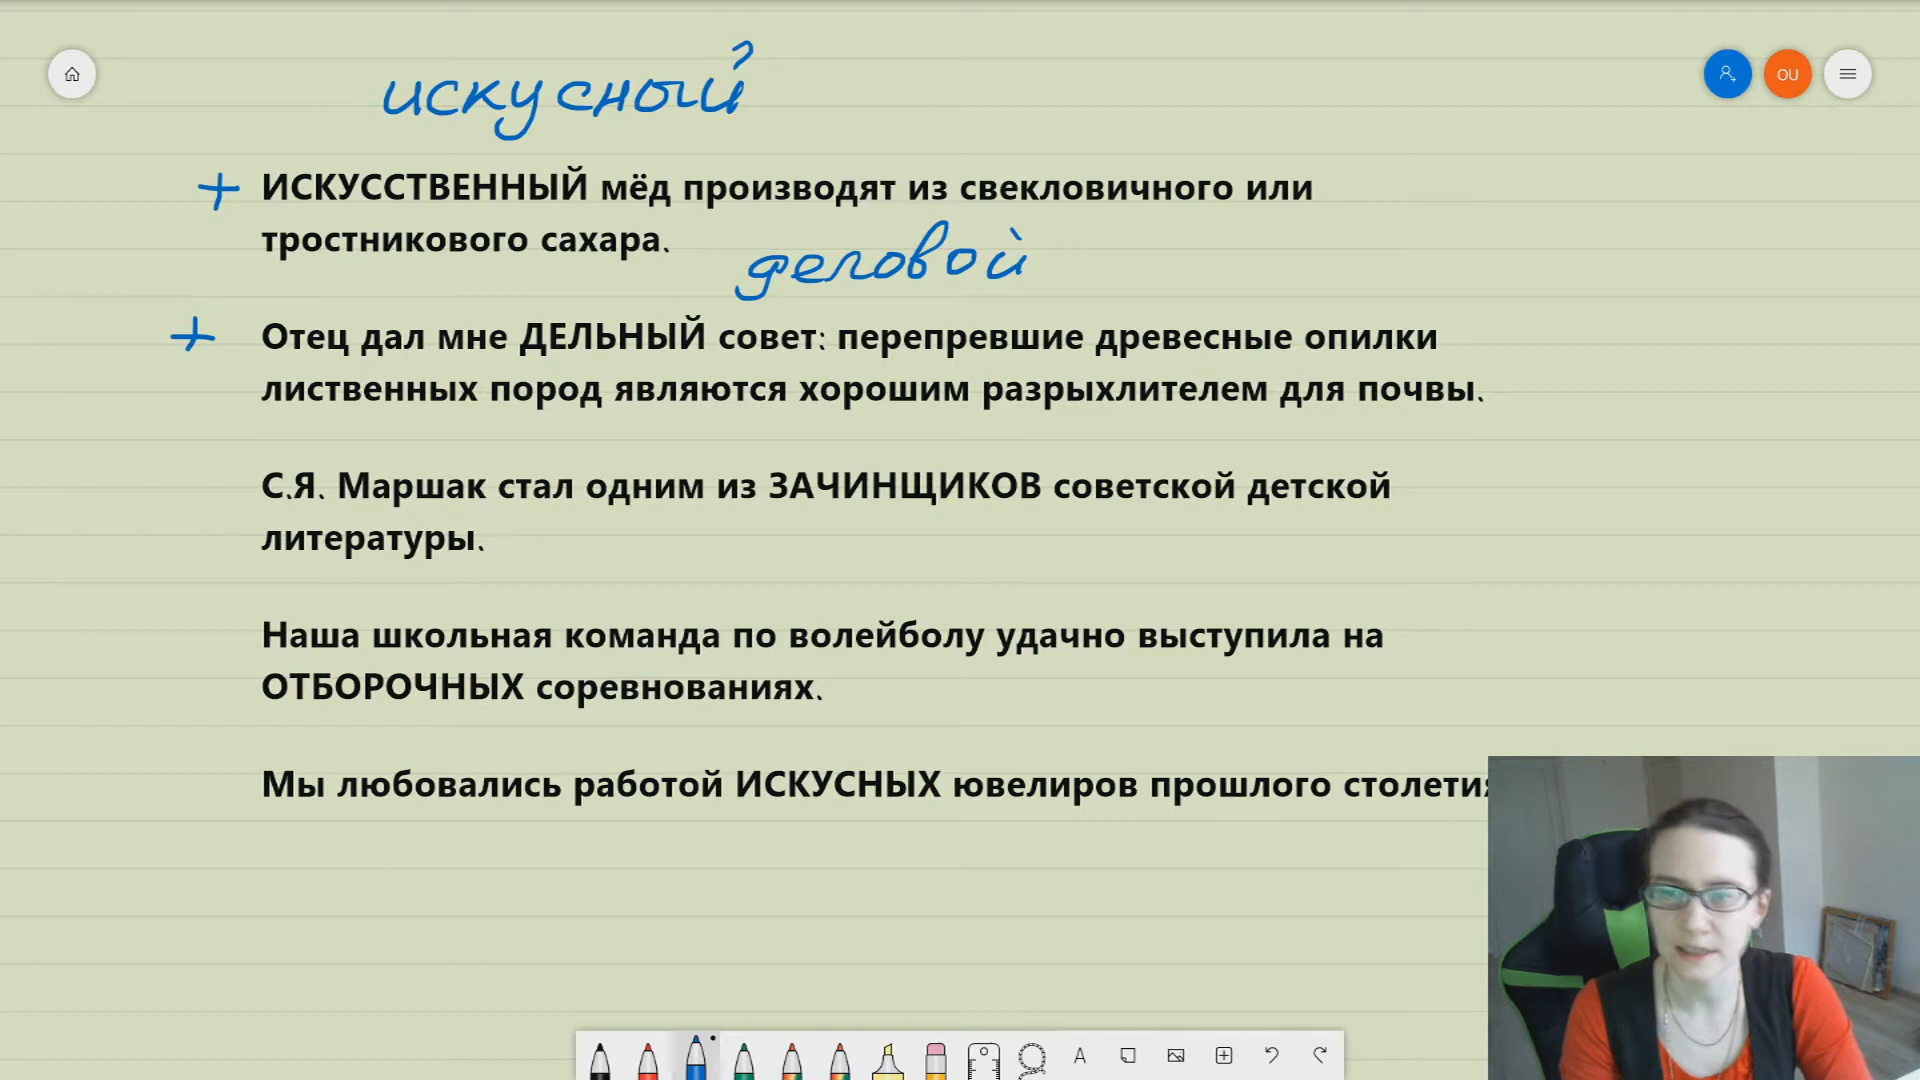 искусный
OU
+ ИСКУССТВЕННЫЙ мёд производят из свекловичного или
тростникового сахара.
деловой
+ Отец дал мне ДЕЛЬНЫЙ совет: перепревшие древесные опилки
лиственных пород являются хорошим разрыхлителем для почвы.
С.Я. Маршак стал одним из ЗАЧИНЩИКОВ советской детской
литературы.
Наша школьная команда по волейболу удачно выступила на
ОТБОРОЧНЫХ соревнованиях.
Мы любовались работой ИСКУСНЫХ ювелиров прошлого столетия